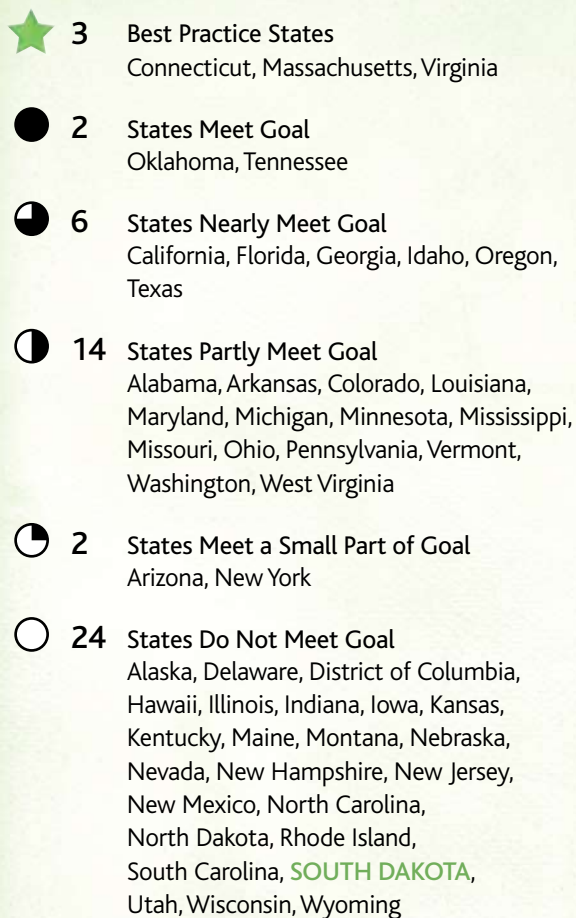 3 Best Practice States
Connecticut, Massachusetts, Virginia
2 States Meet Goal
Oklahoma, Tennessee
6 States Nearly Meet Goal
California, Florida, Georgia, Idaho, Oregon,
Texas
14 States Partly Meet Goal
Alabama, Arkansas, Colorado, Louisiana,
Maryland, Michigan, Minnesota, Mississippi,
Missouri, Ohio, Pennsylvania, Vermont,
Washington, West Virginia
2 States Meet a Small Part of Goal
Arizona, New York
24 States Do Not Meet Goal
Alaska, Delaware, District of Columbia,
Hawaii, Illinois, Indiana, Iowa, Kansas,
Kentucky, Maine, Montana, Nebraska,
Nevada, New Hampshire, New Jersey,
New Mexico, North Carolina,
North Dakota, Rhode Island,
South Carolina, SOUTH DAKOTA,
Utah, Wisconsin, Wyoming